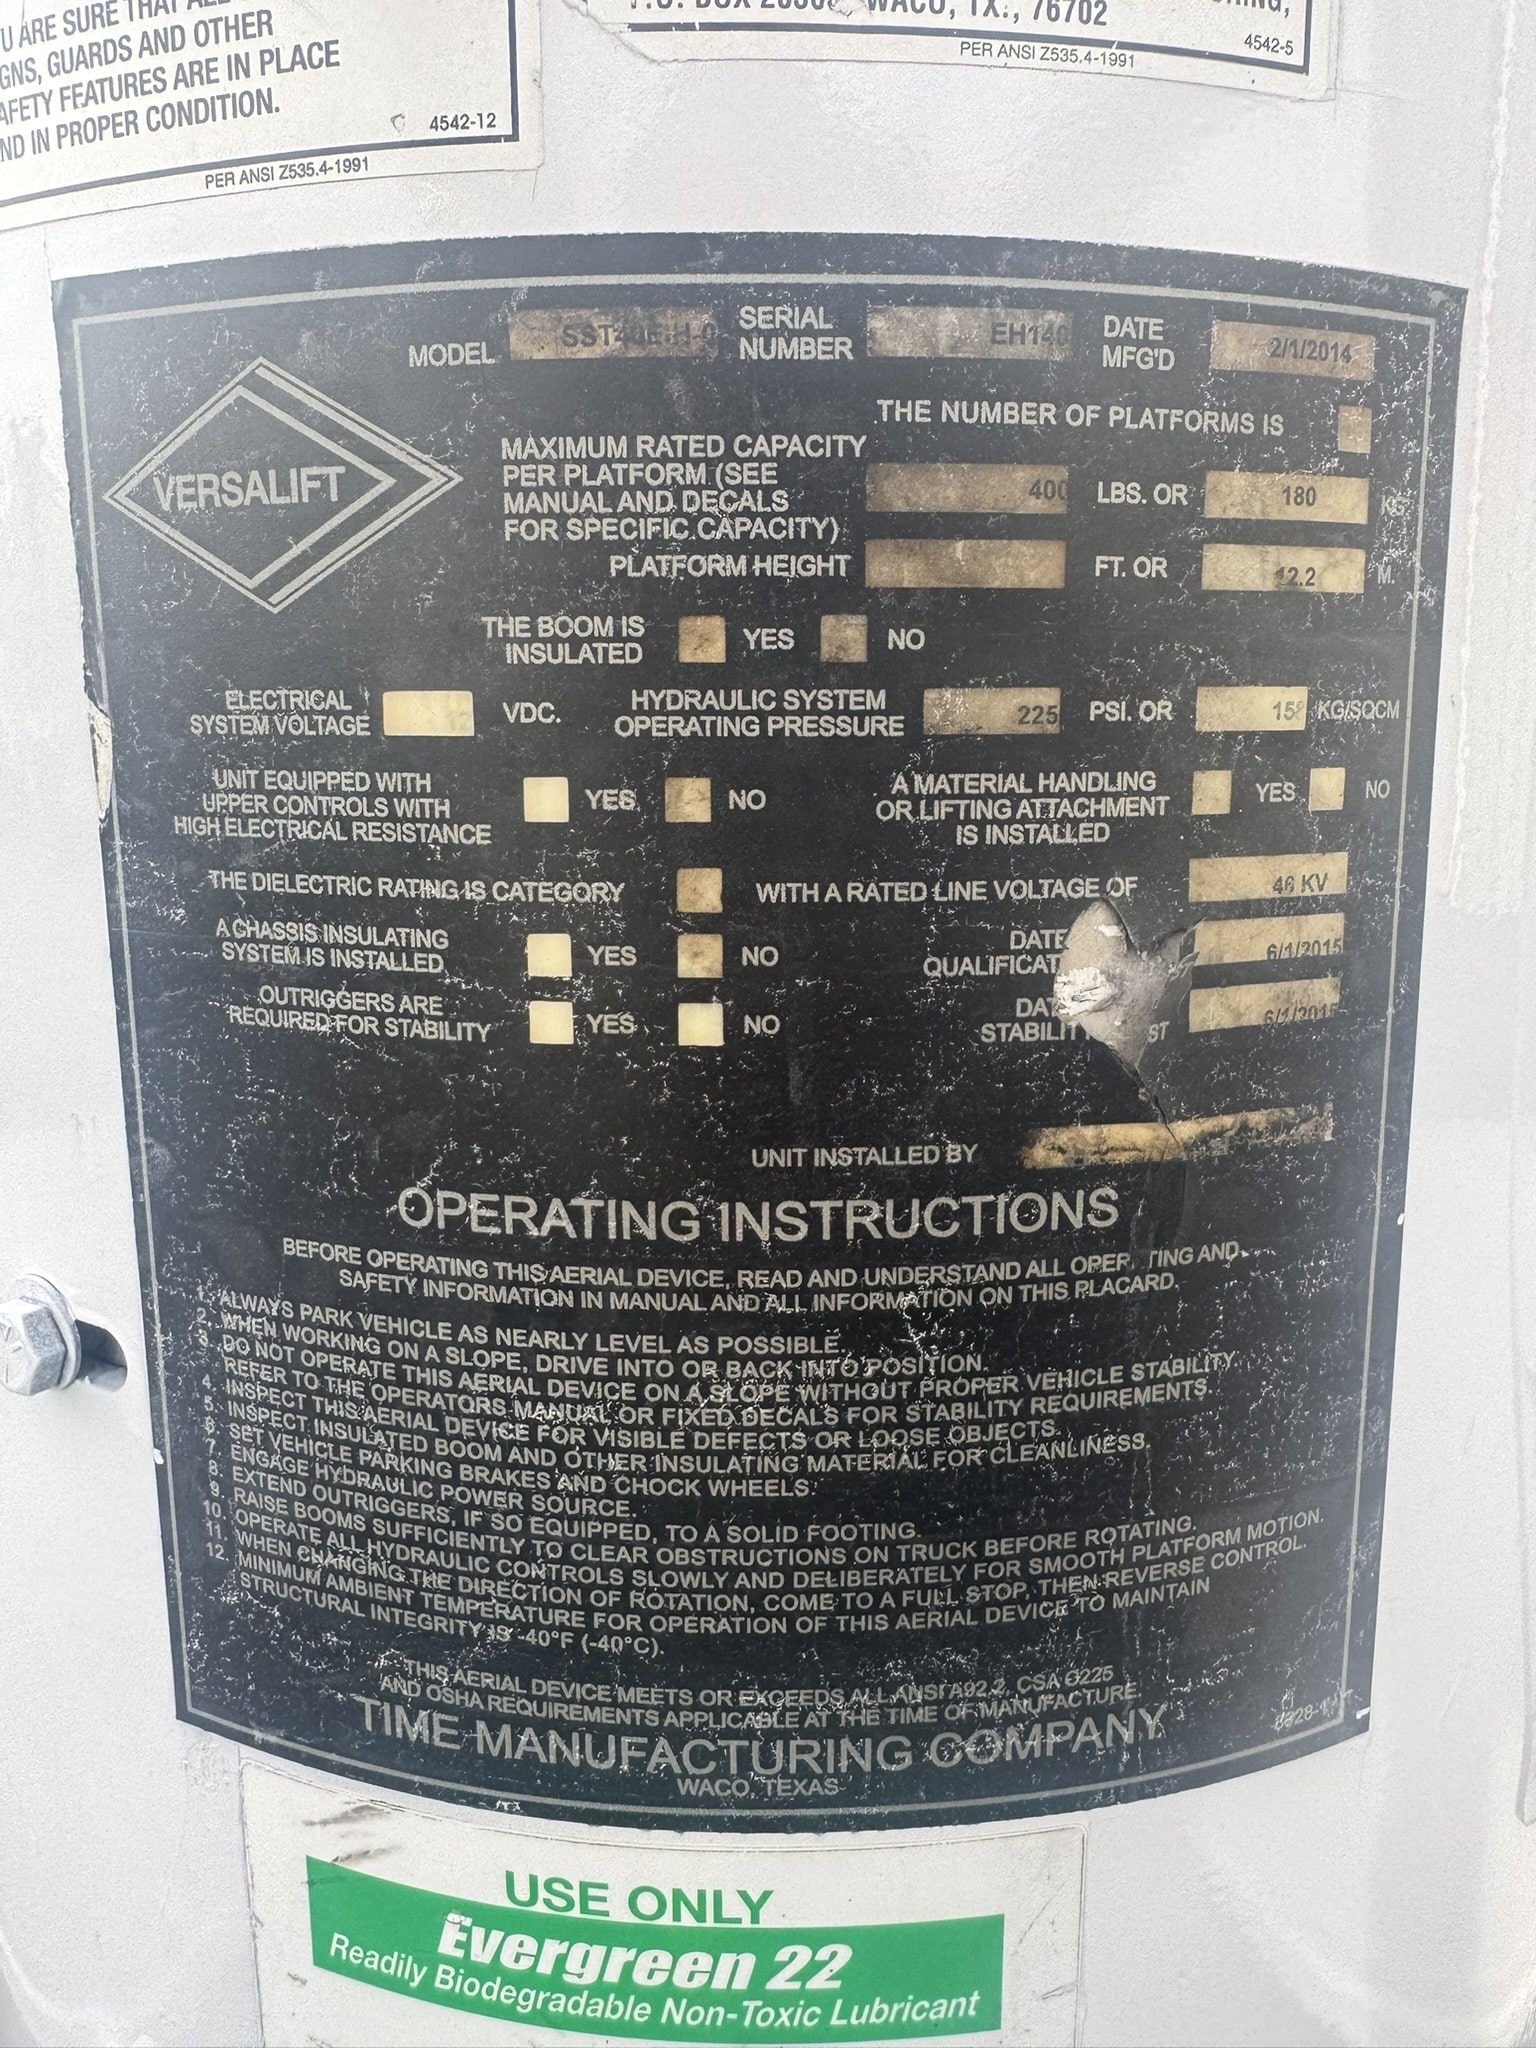 U ARE SURE THAT ALL
GNS, GUARDS AND OTHER
AFETY FEATURES ARE IN PLACE
ND IN PROPER CONDITION.
4542-12
PER ANSI Z535.4-1991
WACO, TX., 76702
4542-5
PER ANSI Z535.4-1991
VERSALIFT
MODEL
SERIAL NUMBER EH140
DATE MFG'D 2/1/2014
THE NUMBER OF PLATFORMS IS
MAXIMUM RATED CAPACITY
PER PLATFORM (SEE
MANUAL AND DECALS
FOR SPECIFIC CAPACITY)
400 LBS. OR 180 KG
PLATFORM HEIGHT FT. OR 12.2 M.
THE BOOM IS
INSULATED YES NO
ELECTRICAL
SYSTEM VOLTAGE 12 VDC.
HYDRAULIC SYSTEM
OPERATING PRESSURE 225 PSI. OR 158 KG/SQCM
UNIT EQUIPPED WITH
UPPER CONTROLS WITH
HIGH ELECTRICAL RESISTANCE
YES NO
A MATERIAL HANDLING
OR LIFTING ATTACHMENT
IS INSTALLED
YES NO
THE DIELECTRIC RATING IS CATEGORY WITH A RATED LINE VOLTAGE OF 46 KV
A CHASSIS INSULATING
SYSTEM IS INSTALLED YES NO
DATE
QUALIFICAT ST 6/1/2015
OUTRIGGERS ARE
REQUIRED FOR STABILITY YES NO
DAT
STABILIT ST 6/1/2015
UNIT INSTALLED BY
OPERATING INSTRUCTIONS
BEFORE OPERATING THIS AERIAL DEVICE, READ AND UNDERSTAND ALL OPER TING AND
SAFETY INFORMATION IN MANUAL AND ALL INFORMATION ON THIS PLACARD.
1. ALWAYS PARK VEHICLE AS NEARLY LEVEL AS POSSIBLE.
2. WHEN WORKING ON A SLOPE, DRIVE INTO OR BACK INTO POSITION.
3. DO NOT OPERATE THIS AERIAL DEVICE ON A SLOPE WITHOUT PROPER VEHICLE STABILITY.
REFER TO THE OPERATORS MANUAL OR FIXED DECALS FOR STABILITY REQUIREMENTS.
4. INSPECT THIS AERIAL DEVICE FOR VISIBLE DEFECTS OR LOOSE OBJECTS.
5. INSPECT INSULATED BOOM AND OTHER INSULATING MATERIAL FOR CLEANLINESS.
6. SET VEHICLE PARKING BRAKES AND CHOCK WHEELS.
7. ENGAGE HYDRAULIC POWER SOURCE.
8. EXTEND OUTRIGGERS, IF SO EQUIPPED, TO A SOLID FOOTING.
9. RAISE BOOMS SUFFICIENTLY TO CLEAR OBSTRUCTIONS ON TRUCK BEFORE ROTATING.
10. OPERATE ALL HYDRAULIC CONTROLS SLOWLY AND DELIBERATELY FOR SMOOTH PLATFORM MOTION.
11. WHEN CHANGING THE DIRECTION OF ROTATION, COME TO A FULL STOP, THEN REVERSE CONTROL.
12. MINIMUM AMBIENT TEMPERATURE FOR OPERATION OF THIS AERIAL DEVICE TO MAINTAIN
STRUCTURAL INTEGRITY IS -40°F (-40°C).
THIS AERIAL DEVICE MEETS OR EXCEEDS ALL ANSI A92.2, CSA C225
AND OSHA REQUIREMENTS APPLICABLE AT THE TIME OF MANUFACTURE.
TIME MANUFACTURING COMPANY
WACO, TEXAS
USE ONLY
Evergreen 22
Readily Biodegradable Non-Toxic Lubricant